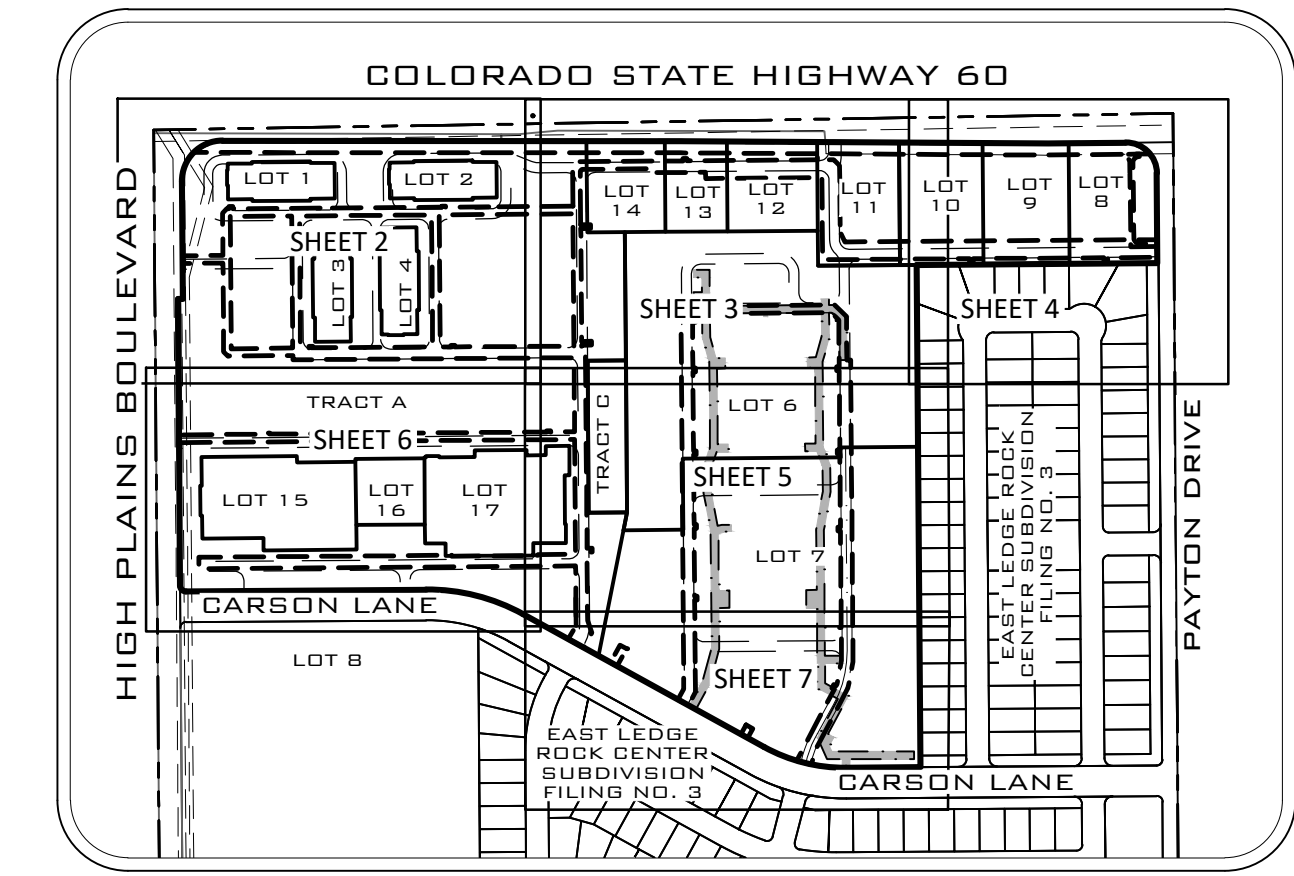 COLORADO STATE HIGHWAY 60
HIGH PLAINS BOULEVARD
LOT 1
LOT 2
LOT
14
LOT
13
LOT
12
LOT
11
LOT
10
LOT
9
LOT
8
SHEET 2
LOT 3
LOT 4
SHEET 3
SHEET 4
TRACT A
TRACT C
LOT 6
SHEET 6
SHEET 5
LOT 15
LOT
16
LOT
17
LOT 7
EAST LEDGE ROCK
CENTER SUBDIVISION
FILING NO. 3
PAYTON DRIVE
CARSON LANE
LOT 8
SHEET 7
EAST LEDGE
ROCK CENTER
SUBDIVISION
FILING NO. 3
CARSON LANE